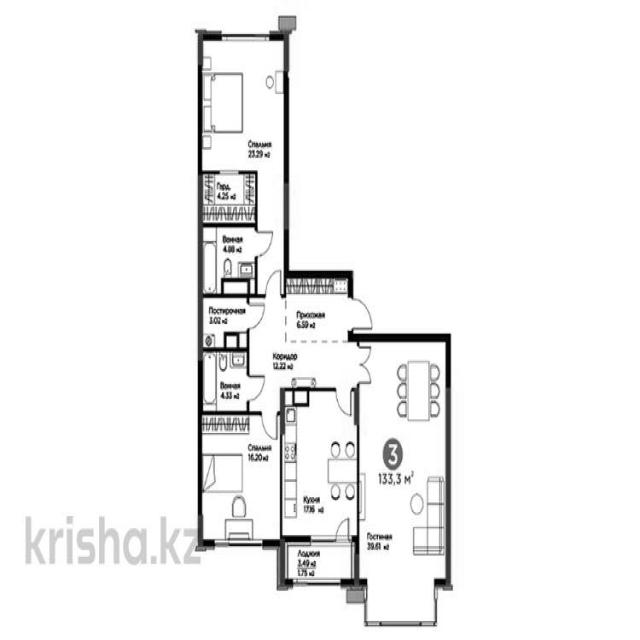 Спальня
23.29 м2
Гард.
4.25 м2
Ванная
4.88 м2
Постирочная
3.02 м2
Прихожая
6.59 м2
Коридор
12.22 м2
Ванная
4.33 м2
Спальня
16.20 м2
3
133,3 м²
Кухня
17.16 м2
Гостиная
39.61 м2
Лоджия
3.49 м2
1.75 м2
krisha.kz